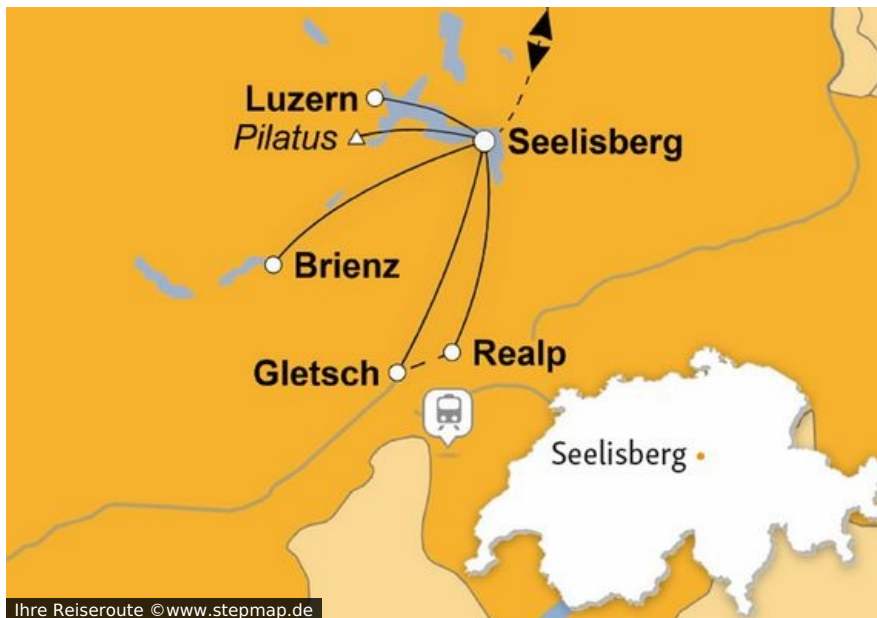 Luzern
Pilatus
Seelisberg
Brienz
Realp
Gletsch
Seelisberg
Ihre Reiseroute ©www.stepmap.de